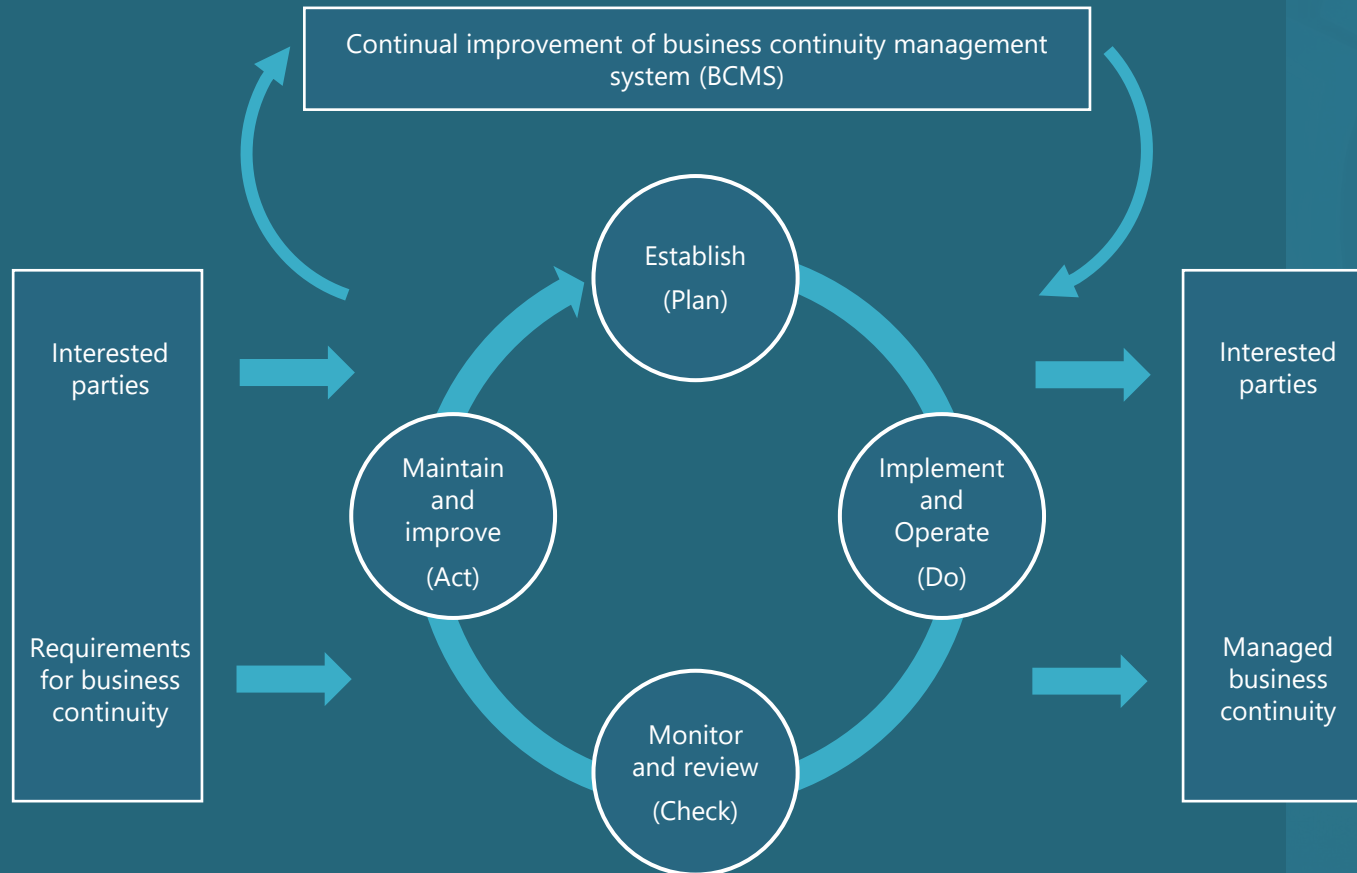 Continual improvement of business continuity management
system (BCMS)
Establish
(Plan)
Interested
parties
Interested
parties
Maintain
and
improve
(Act)
Implement
and
Operate
(Do)
Requirements
for business
continuity
Managed
business
continuity
Monitor
and review
(Check)